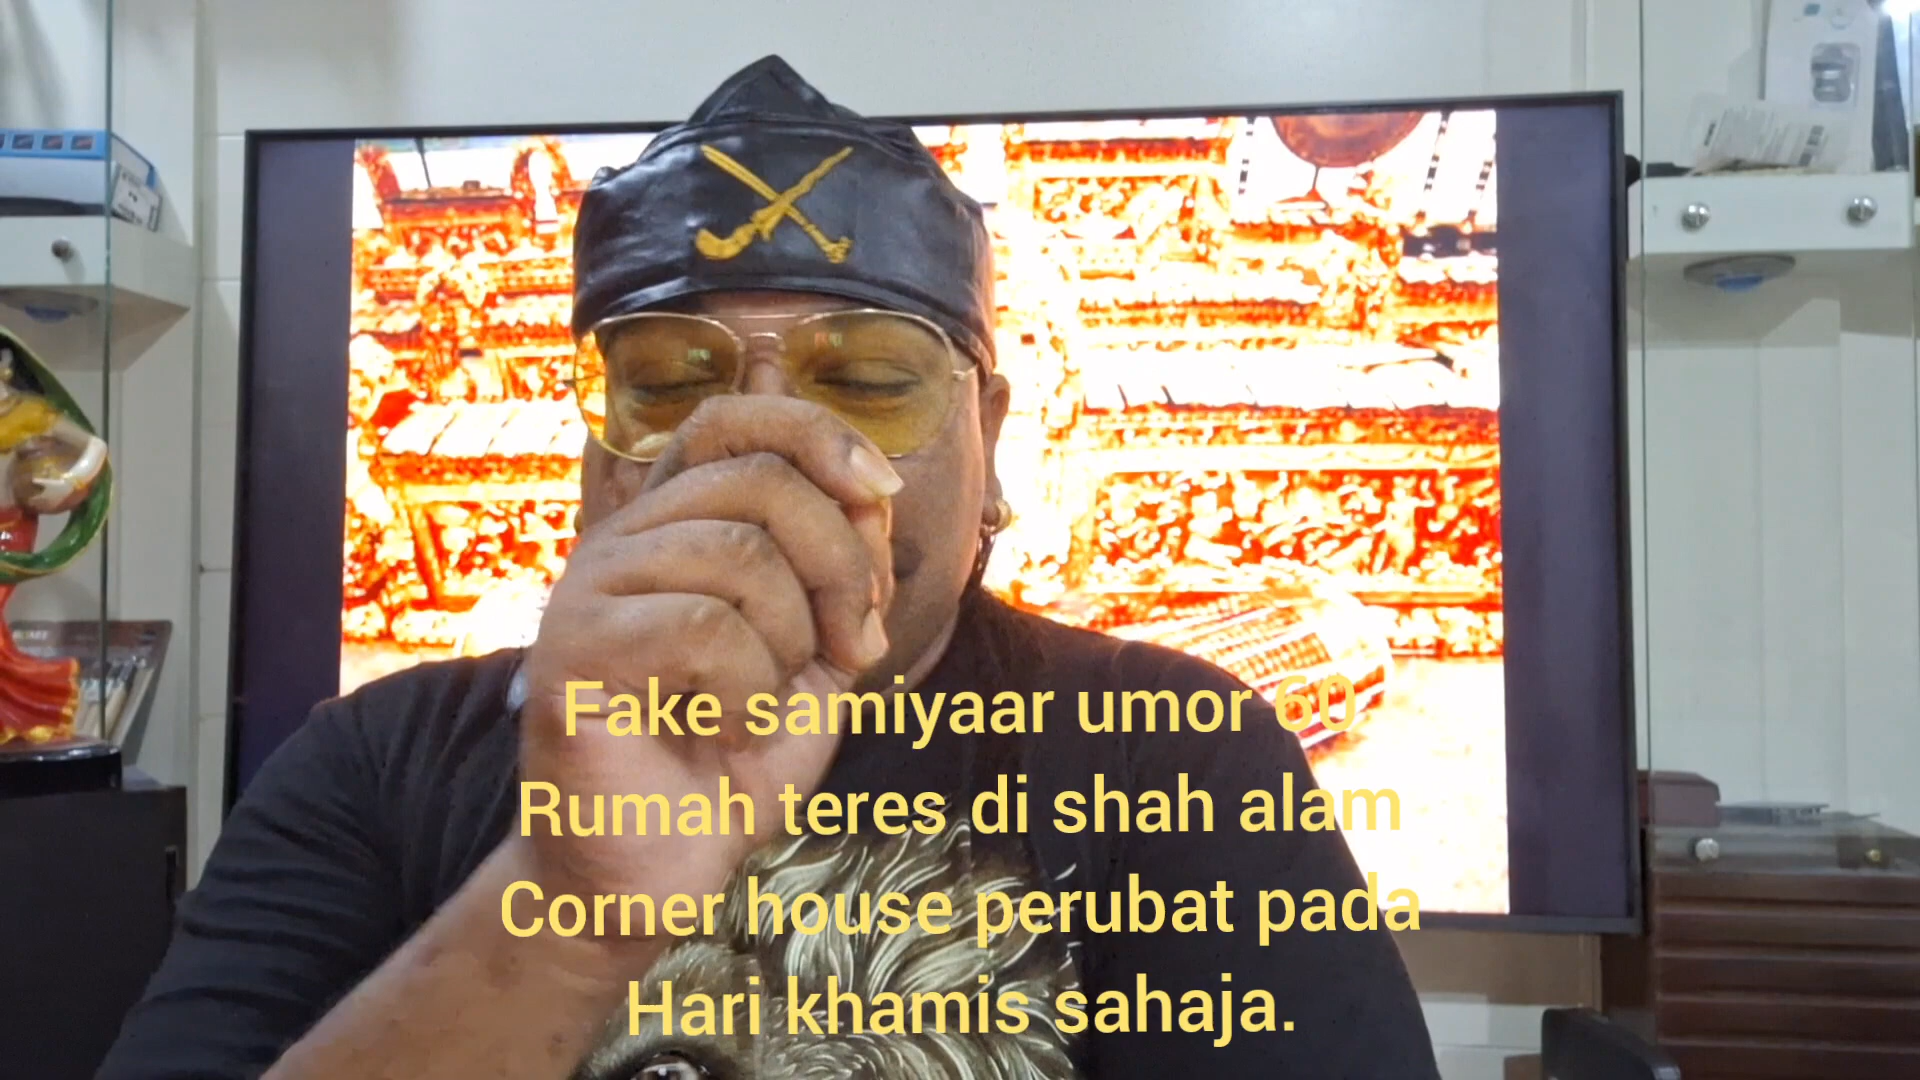 Fake samiyaar umor 60
Rumah teres di shah alam
Corner house perubat pada
Hari khamis sahaja.